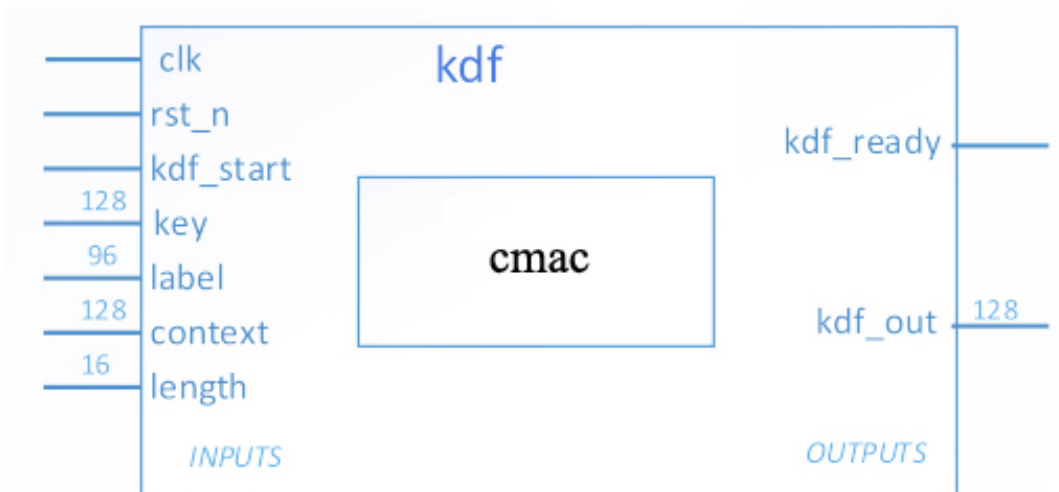 kdf
clk
rst_n
kdf_start
128
key
96
label
128
context
16
length
INPUTS
cmac
kdf_ready
kdf_out
128
OUTPUTS